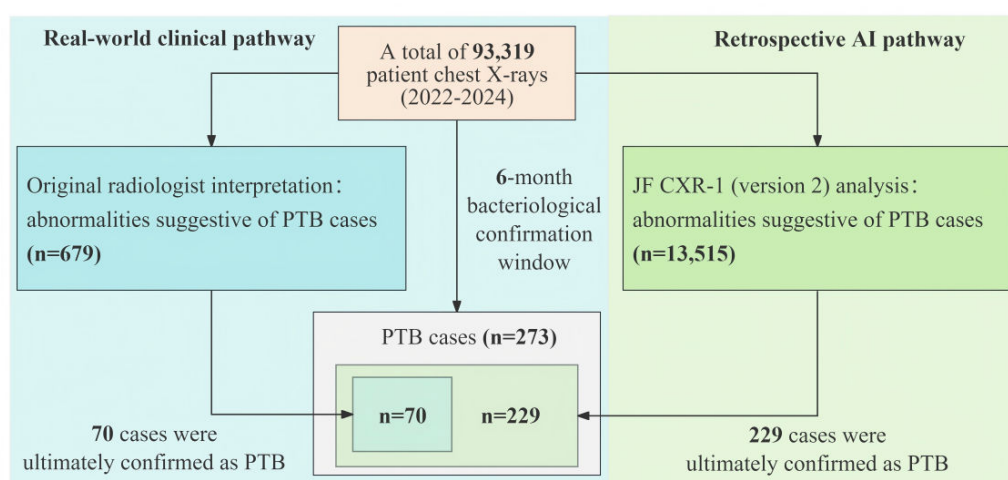 Real-world clinical pathway
A total of 93,319
patient chest X-rays
(2022-2024)
Retrospective AI pathway
Original radiologist interpretation:
abnormalities suggestive of PTB cases
(n=679)
6-month
bacteriological
confirmation
window
JF CXR-1 (version 2) analysis:
abnormalities suggestive of PTB cases
(n=13,515)
PTB cases (n=273)
n=70
n=229
70 cases were
ultimately confirmed as PTB
229 cases were
ultimately confirmed as PTB